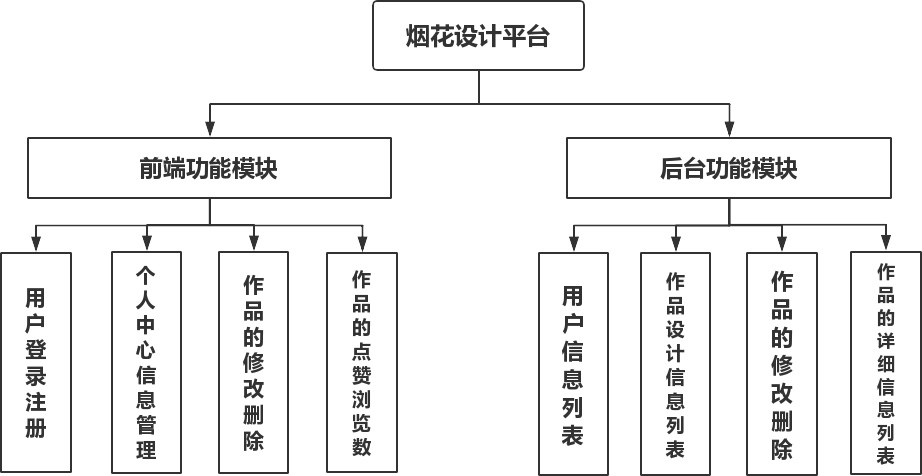 烟花设计平台
前端功能模块
后台功能模块
用户登录注册
个人中心信息管理
作品的修改删除
作品的点赞浏览数
用户信息列表
作品设计信息列表
作品的修改删除
作品的详细信息列表